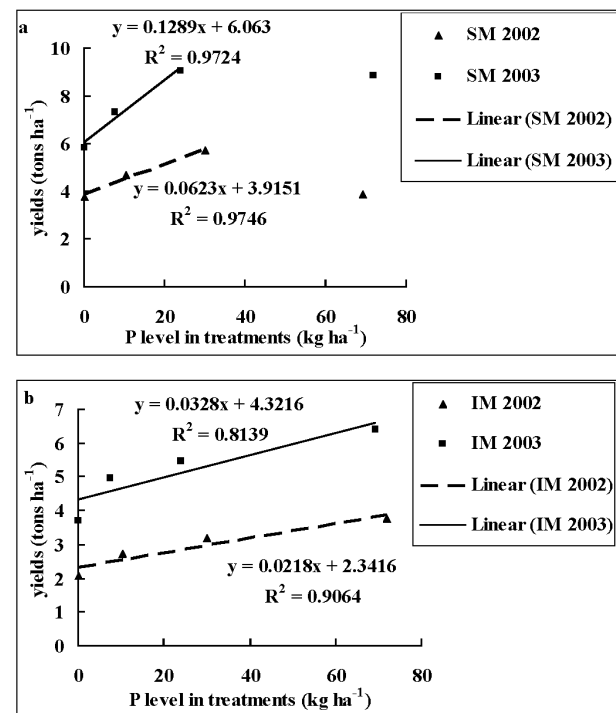 a
y = 0.1289x + 6.063
R² = 0.9724
10
8
6
4
2
0
yields (tons ha⁻¹)
y = 0.0623x + 3.9151
R² = 0.9746
0 20 40 60 80
P level in treatments (kg ha⁻¹)
SM 2002
SM 2003
Linear (SM 2002)
Linear (SM 2003)
b
y = 0.0328x + 4.3216
R² = 0.8139
7
6
5
4
3
2
1
0
yields (tons ha⁻¹)
y = 0.0218x + 2.3416
R² = 0.9064
0 20 40 60 80
P level in treatments (kg ha⁻¹)
IM 2002
IM 2003
Linear (IM 2002)
Linear (IM 2003)